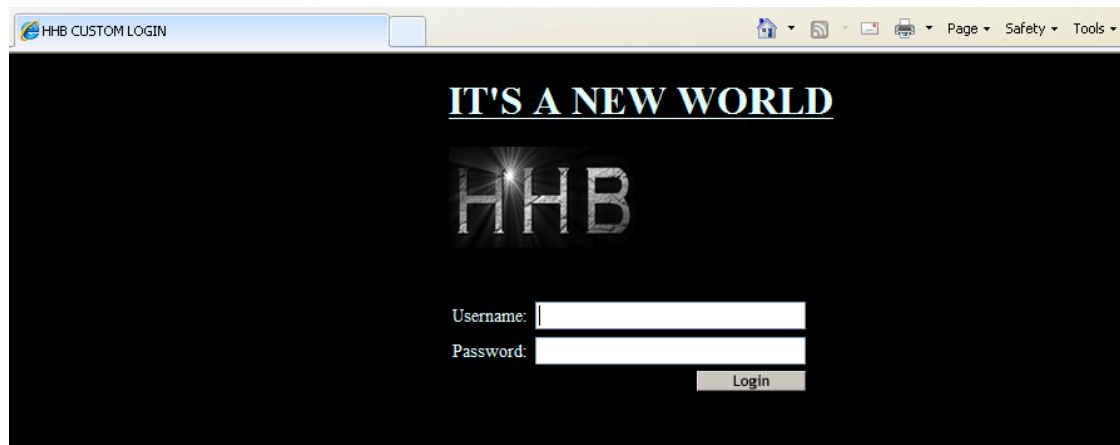 HHB CUSTOM LOGIN
Page Safety Tools
IT'S A NEW WORLD
HHB
Username:
Password:
Login